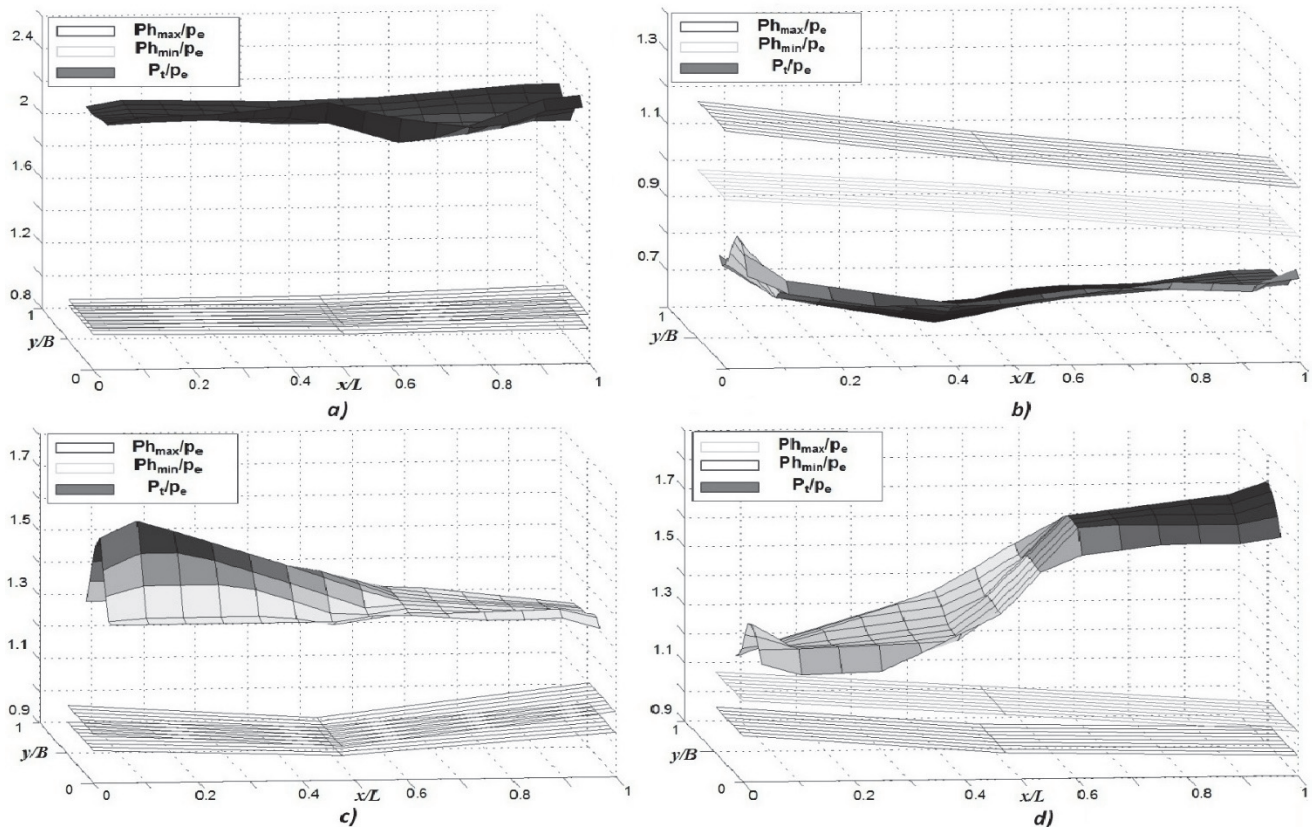 Ph_max/p_e
Ph_min/p_e
P_t/p_e
2.4
2
1.6
1.2
0.8
1
y/B
0
0
0.2
0.4
x/L
0.6
0.8
1
a)
Ph_max/p_e
Ph_min/p_e
P_t/p_e
1.3
1.1
0.9
0.7
1
y/B
0
0.2
0.4
x/L
0.6
0.8
1
b)
Ph_max/p_e
Ph_min/p_e
P_t/p_e
1.7
1.5
1.3
1.1
0.9
1
y/B
0
0
0.2
0.4
x/L
0.6
0.8
1
c)
Ph_max/p_e
Ph_min/p_e
P_t/p_e
1.7
1.5
1.3
1.1
0.9
1
y/B
0
0
0.2
0.4
x/L
0.6
0.8
1
d)